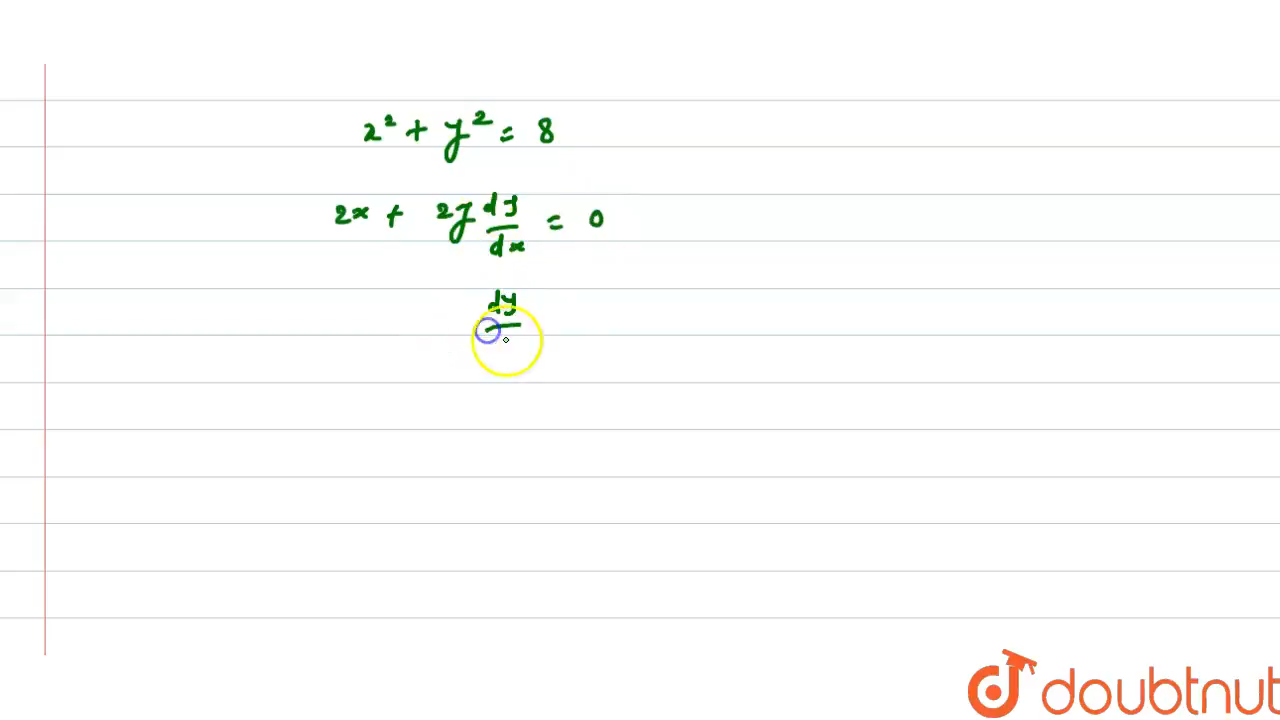 x² + y² = 8
2x + 2y dy/dx = 0
dy
doubtnut